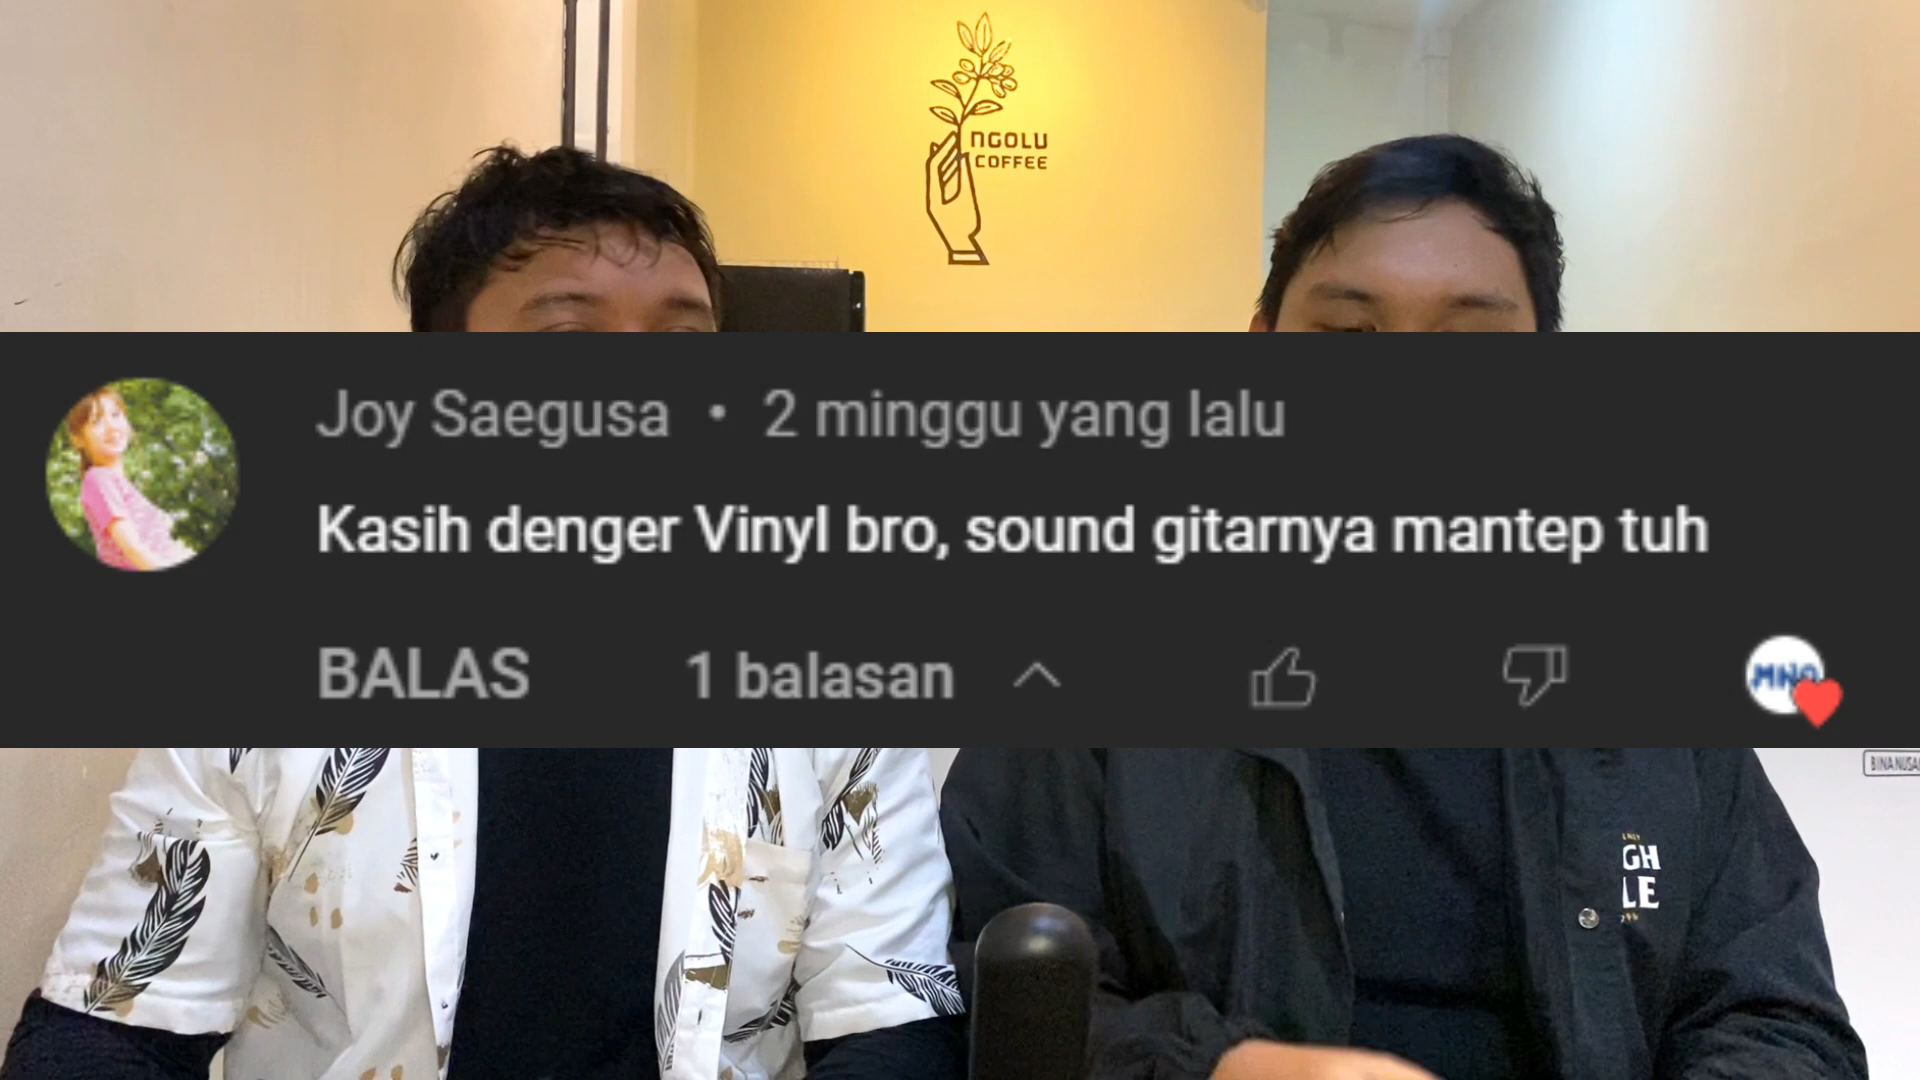 NGOLU
COFFEE
Joy Saegusa • 2 minggu yang lalu
Kasih denger Vinyl bro, sound gitarnya mantep tuh
BALAS 1 balasan
GH
LE